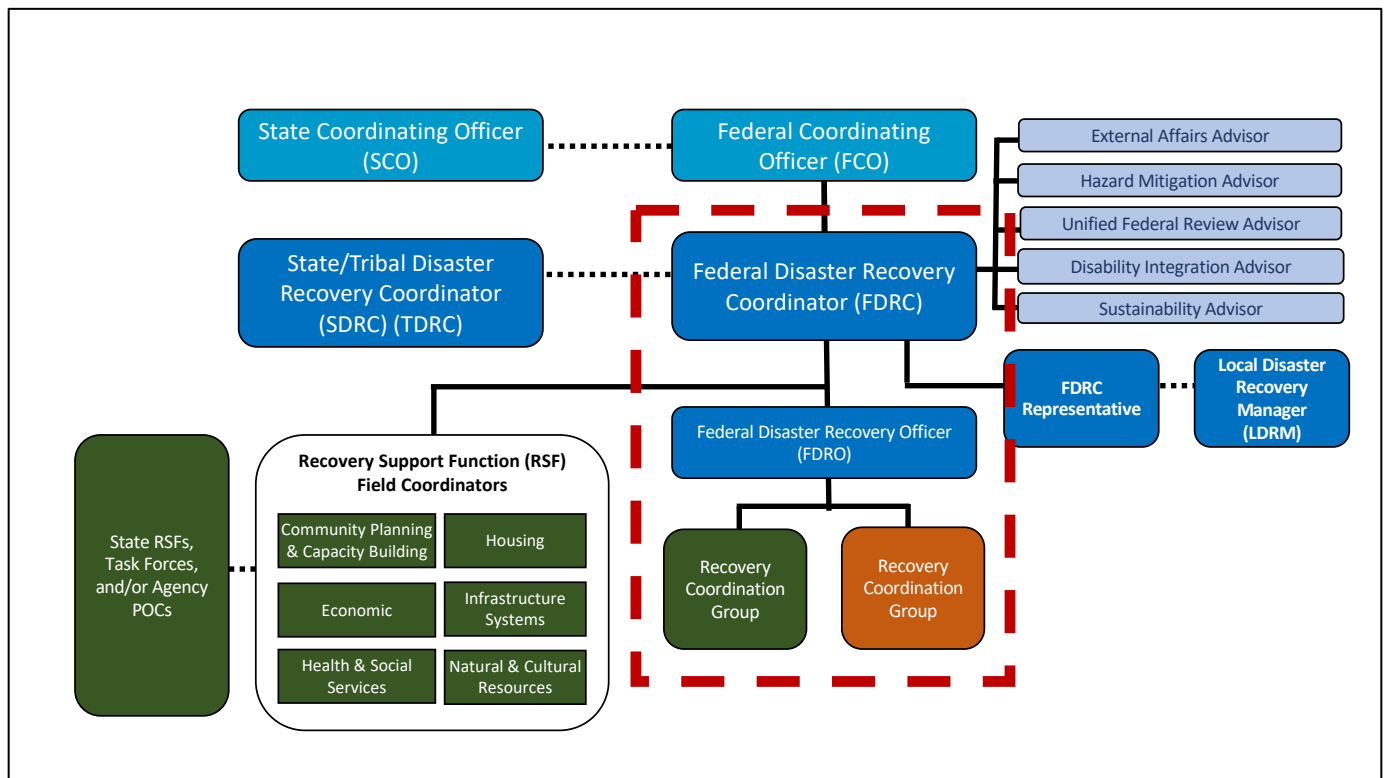 State Coordinating Officer
(SCO)
Federal Coordinating
Officer (FCO)
External Affairs Advisor
Hazard Mitigation Advisor
Unified Federal Review Advisor
Disability Integration Advisor
Sustainability Advisor
State/Tribal Disaster
Recovery Coordinator
(SDRC) (TDRC)
Federal Disaster Recovery
Coordinator (FDRC)
FDRC
Representative
Local Disaster
Recovery
Manager
(LDRM)
Federal Disaster Recovery Officer
(FDRO)
Recovery Support Function (RSF)
Field Coordinators
Community Planning
& Capacity Building
Housing
Economic
Infrastructure
Systems
Health & Social
Services
Natural & Cultural
Resources
State RSFs,
Task Forces,
and/or Agency
POCs
Recovery
Coordination
Group
Recovery
Coordination
Group